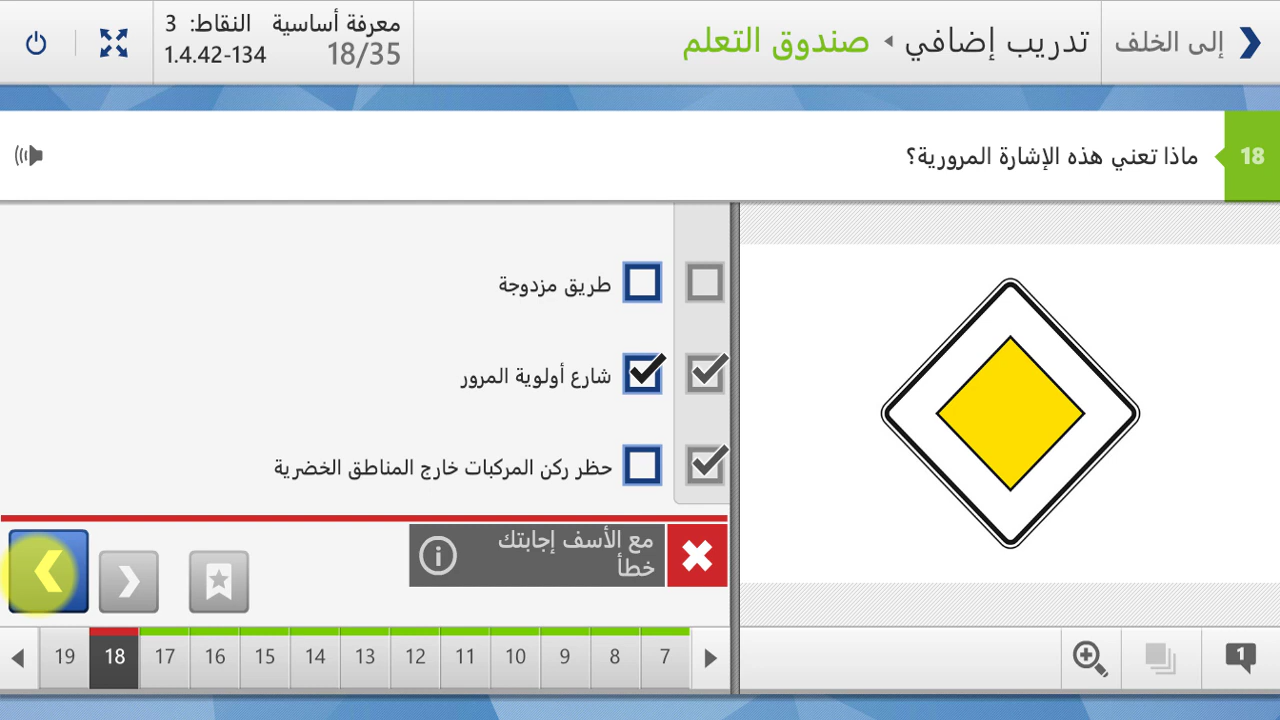 إلى الخلف
تدريب إضافي ◂ صندوق التعلم
معرفة أساسية النقاط: 3
18/35 1.4.42-134
18
ماذا تعني هذه الإشارة المرورية؟
طريق مزدوجة
شارع أولوية المرور
حظر ركن المركبات خارج المناطق الخضرية
مع الأسف إجابتك
خطأ
7 8 9 10 11 12 13 14 15 16 17 18 19
1